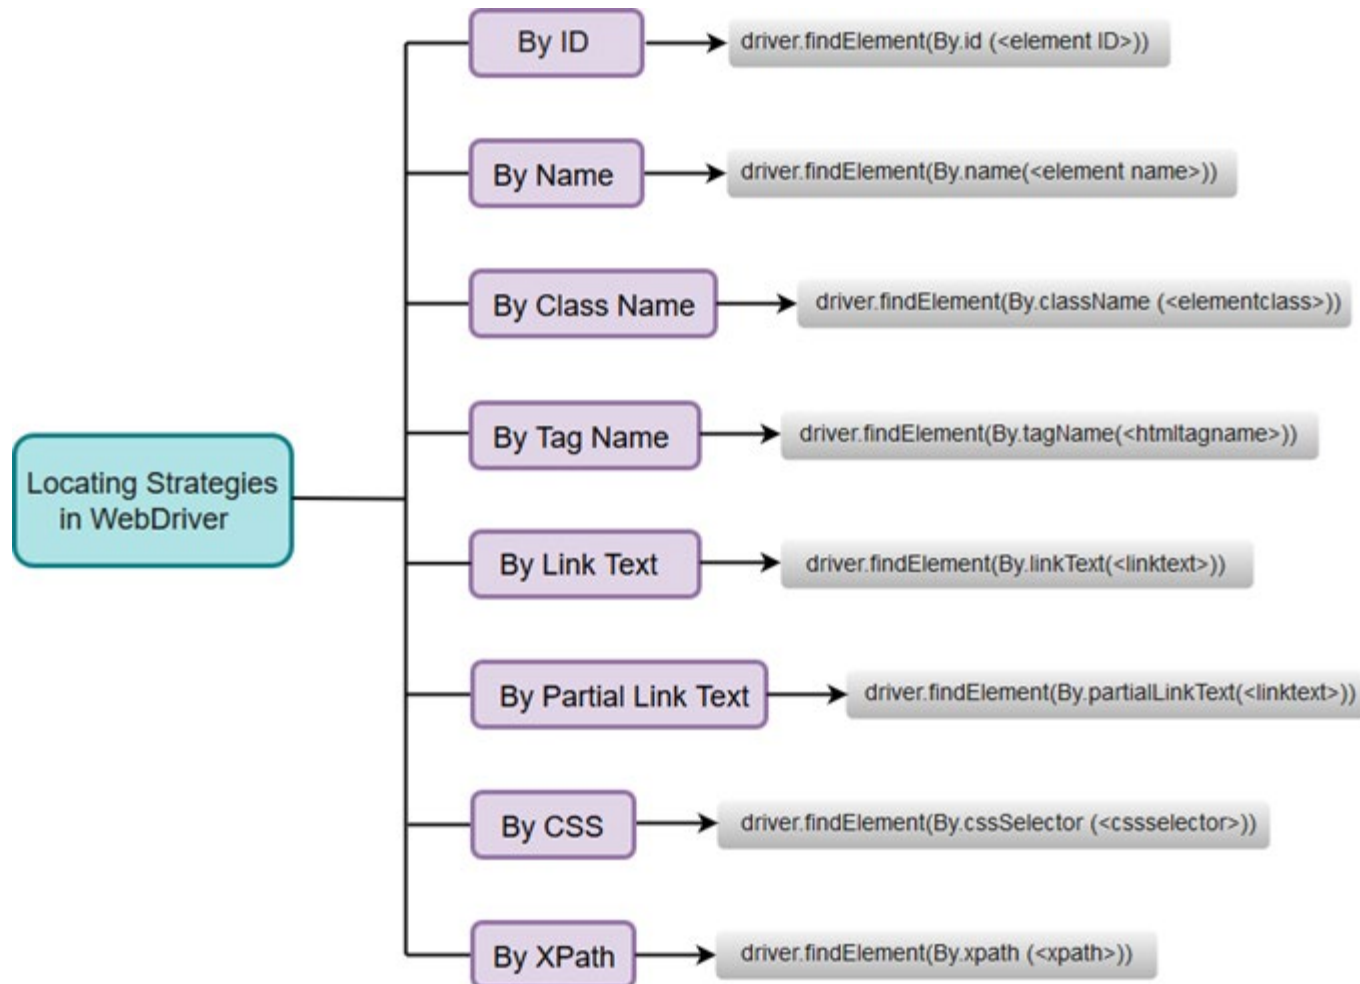 By ID
driver.findElement(By.id (<element ID>))
By Name
driver.findElement(By.name(<element name>))
By Class Name
driver.findElement(By.className (<elementclass>))
By Tag Name
driver.findElement(By.tagName(<htmltagname>))
Locating Strategies
in WebDriver
By Link Text
driver.findElement(By.linkText(<linktext>))
By Partial Link Text
driver.findElement(By.partialLinkText(<linktext>))
By CSS
driver.findElement(By.cssSelector (<cssselector>))
By XPath
driver.findElement(By.xpath (<xpath>))